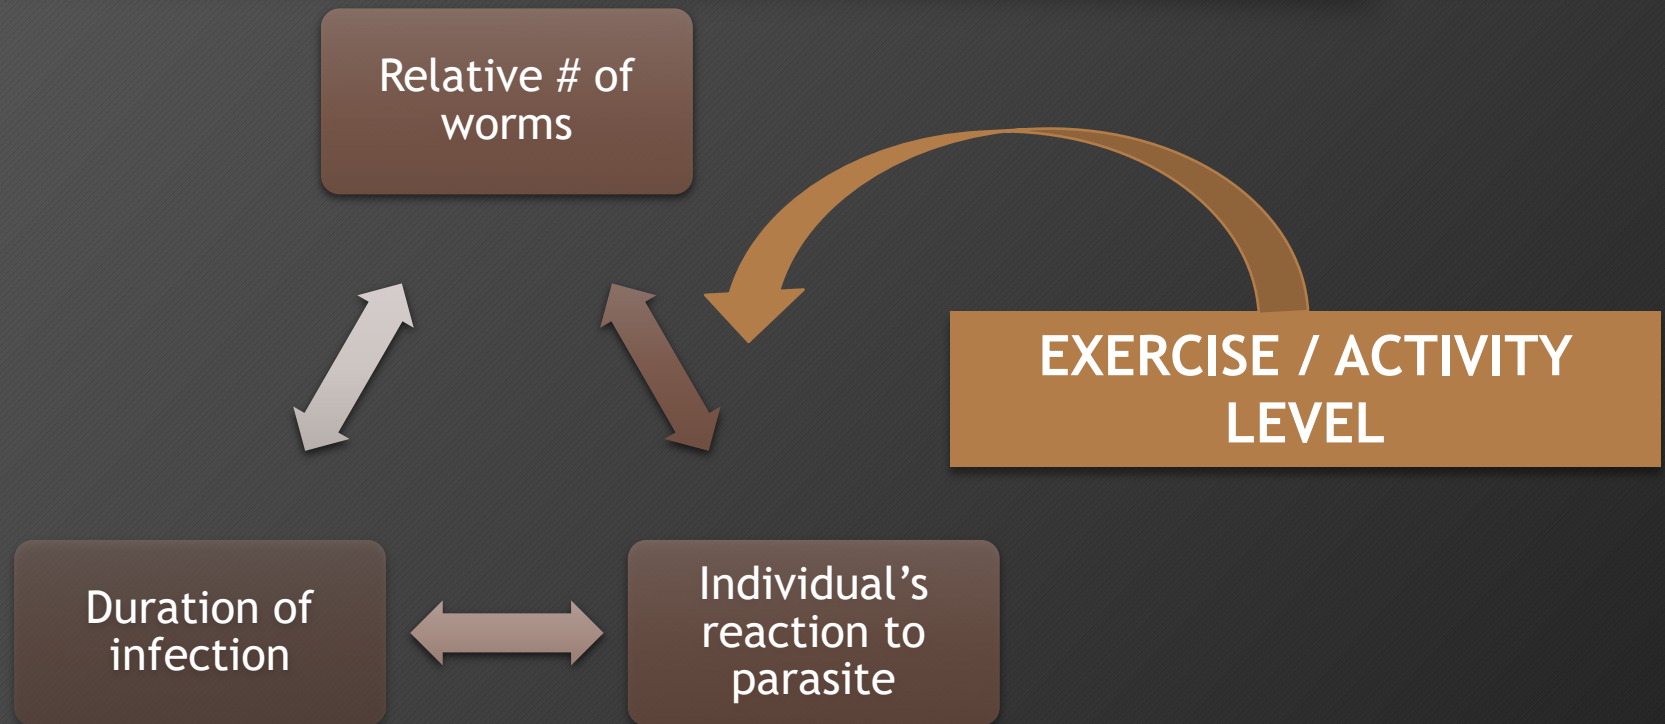 Relative # of
worms
EXERCISE / ACTIVITY
LEVEL
Duration of
infection
Individual’s
reaction to
parasite